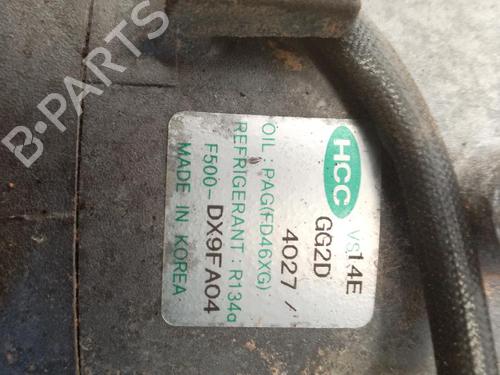 HCC
VS14E
GG2D
4027/
OIL : PAG(FD46XG)
REFRIGERANT : R134a
F500-DX9FA04
MADE IN KOREA
B-PARTS